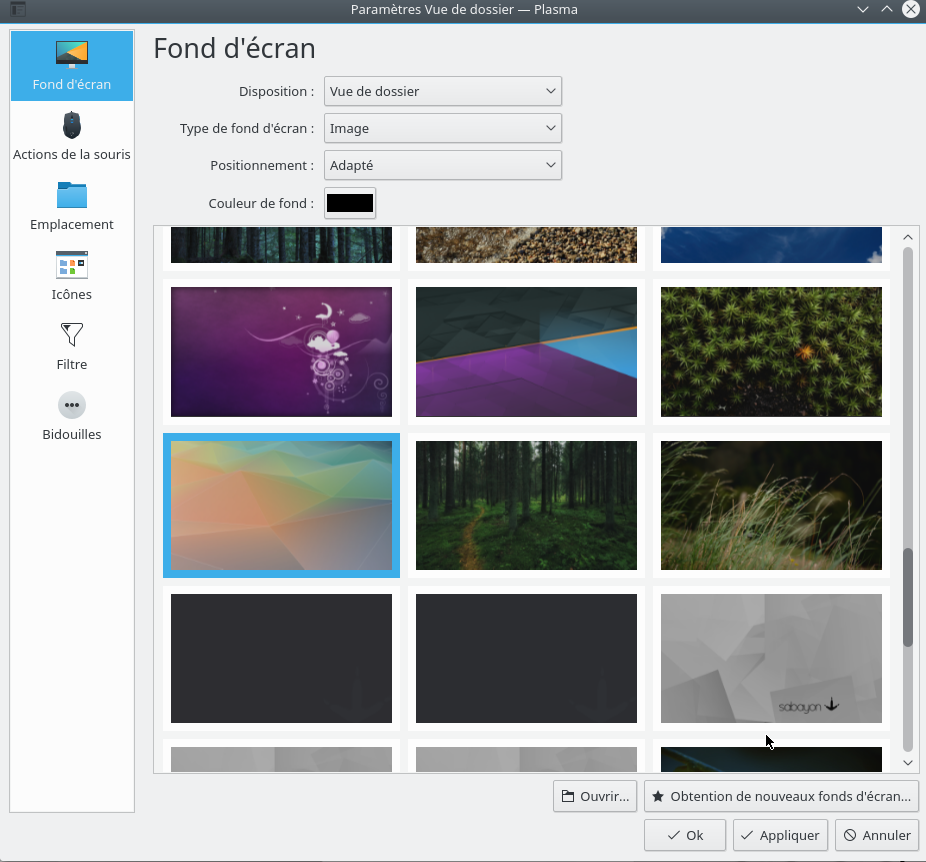 Paramètres Vue de dossier — Plasma
Fond d'écran
Actions de la souris
Emplacement
Icônes
Filtre
Bidouilles
Fond d'écran
Disposition : Vue de dossier
Type de fond d'écran : Image
Positionnement : Adapté
Couleur de fond :
sabayon
Ouvrir...
Obtention de nouveaux fonds d'écran...
Ok
Appliquer
Annuler